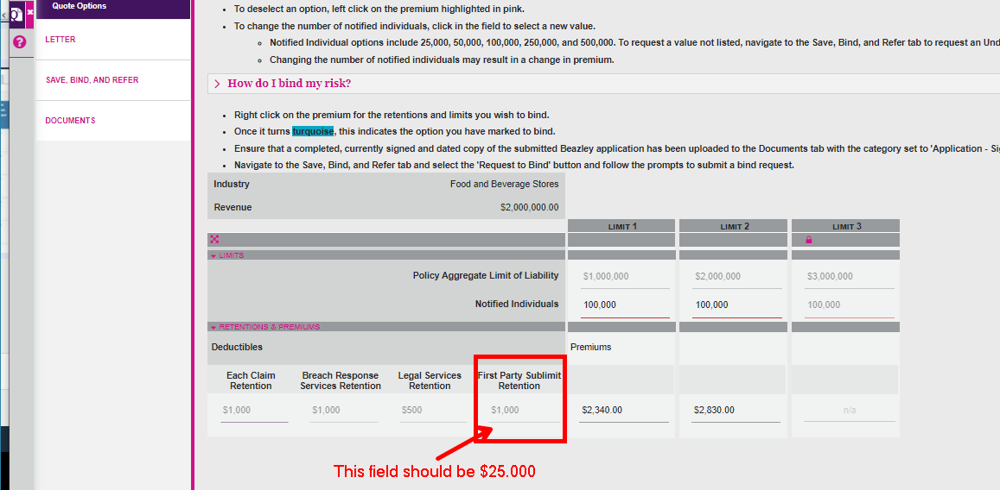 Quote Options
LETTER
SAVE, BIND, AND REFER
DOCUMENTS
• To deselect an option, left click on the premium highlighted in pink.
• To change the number of notified individuals, click in the field to select a new value.
Notified Individual options include 25,000, 50,000, 100,000, 250,000, and 500,000. To request a value not listed, navigate to the Save, Bind, and Refer tab to request an Und
Changing the number of notified individuals may result in a change in premium.
> How do I bind my risk?
• Right click on the premium for the retentions and limits you wish to bind.
• Once it turns turquoise, this indicates the option you have marked to bind.
• Ensure that a completed, currently signed and dated copy of the submitted Beazley application has been uploaded to the Documents tab with the category set to 'Application - Si
• Navigate to the Save, Bind, and Refer tab and select the 'Request to Bind' button and follow the prompts to submit a bind request.
Industry Food and Beverage Stores
Revenue $2,000,000.00
LIMIT 1 LIMIT 2 LIMIT 3
LIMITS
Policy Aggregate Limit of Liability $1,000,000 $2,000,000 $3,000,000
Notified Individuals 100,000 100,000 100,000
RETENTIONS & PREMIUMS
Deductibles Premiums
Each Claim Breach Response Legal Services First Party Sublimit
Retention Services Retention Retention Retention
$1,000 $1,000 $500 $1,000 $2,340.00 $2,830.00 n/a
This field should be $25.000